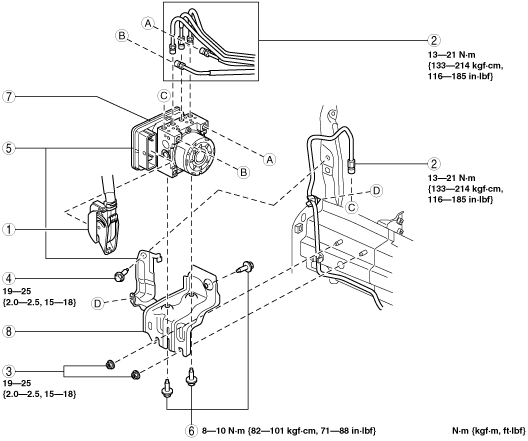 A
B
2
13—21 N·m
{133—214 kgf·cm,
116—185 in·lbf}
7
C
5
A
B
2
13—21 N·m
{133—214 kgf·cm,
116—185 in·lbf}
D
C
1
4
19—25
{2.0—2.5, 15—18}
D
8
3
19—25
{2.0—2.5, 15—18}
6 8—10 N·m {82—101 kgf·cm, 71—88 in·lbf}
N·m {kgf·m, ft·lbf}